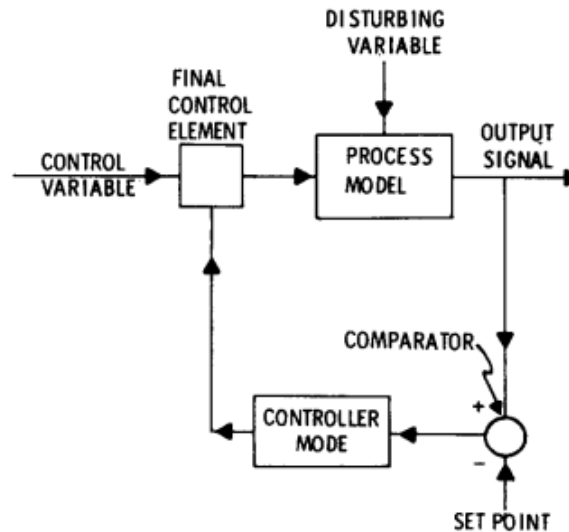 DISTURBING
VARIABLE
FINAL
CONTROL
ELEMENT
CONTROL
VARIABLE
PROCESS
MODEL
OUTPUT
SIGNAL
COMPARATOR
+
CONTROLLER
MODE
-
SET POINT